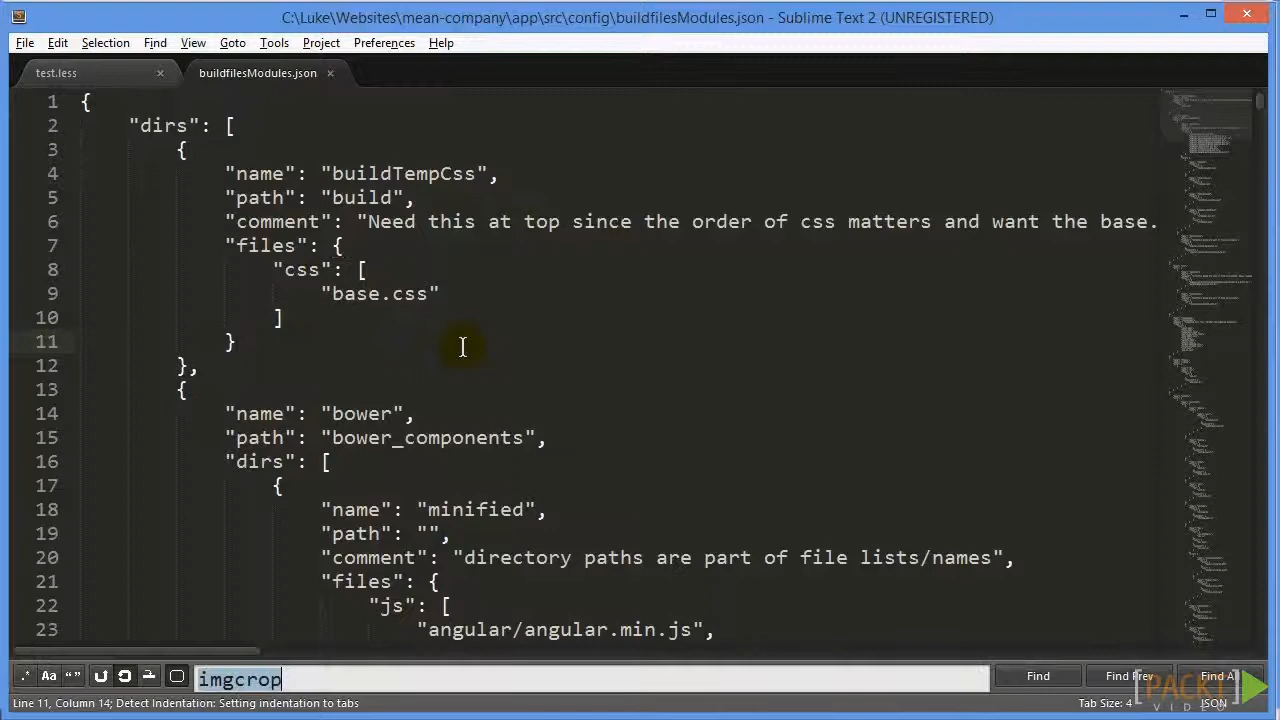 C:\Luke\Websites\mean-company\app\src\config\buildfilesModules.json - Sublime Text 2 (UNREGISTERED)
File Edit Selection Find View Goto Tools Project Preferences Help
test.less × buildfilesModules.json ×
1 {
2 "dirs": [
3 {
4 "name": "buildTempCss",
5 "path": "build",
6 "comment": "Need this on top since the order of css matters and want the base.
7 "files": {
8 "css": [
9 "base.css"
10 ]
11 }
12 },
13 {
14 "name": "bower",
15 "path": "bower_components",
16 "dirs": [
17 {
18 "name": "minified",
19 "path": "",
20 "comment": "directory paths are part of file lists/names",
21 "files": {
22 "js": [
23 "angular/angular.min.js",
.* Aa “” imgcrop Find Find Prev Find All
[PACKT]
VIDEO
Line 11, Column 14; Detect Indentation: Setting indentation to tabs Tab Size: 4 JSON